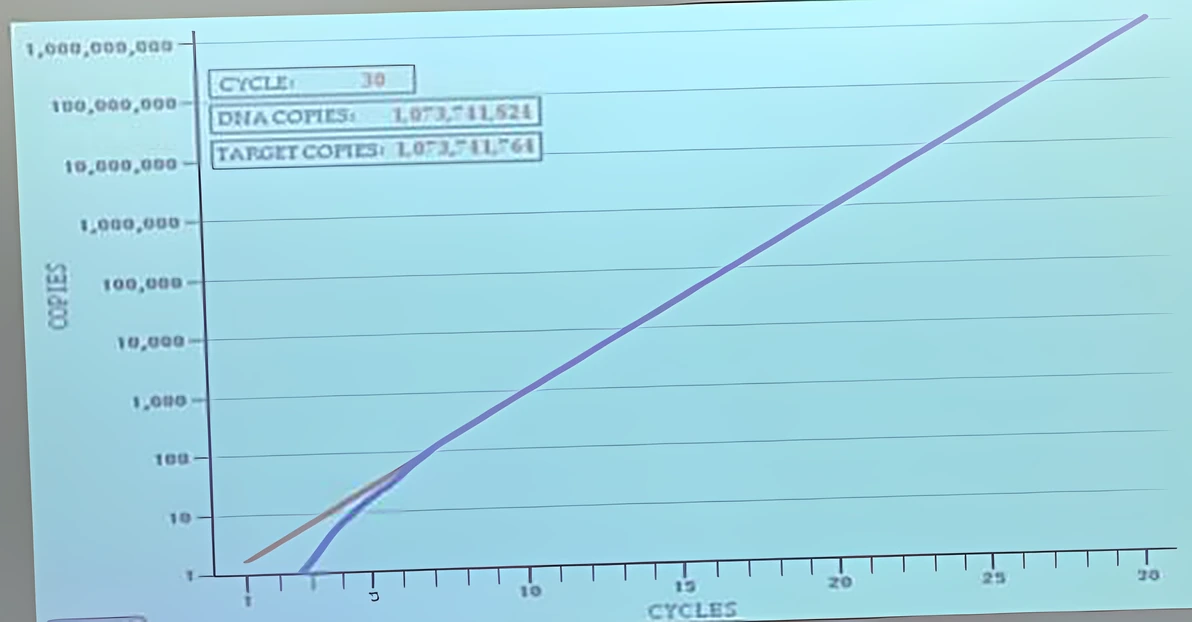 1,000,000,000
CYCLE: 30
100,000,000
DNA COPIES: 1,073,741,824
TARGET COPIES: 1,073,741,764
10,000,000
1,000,000
COPIES
100,000
10,000
1,000
100
10
1
1 5 10 15 20 25 30
CYCLES